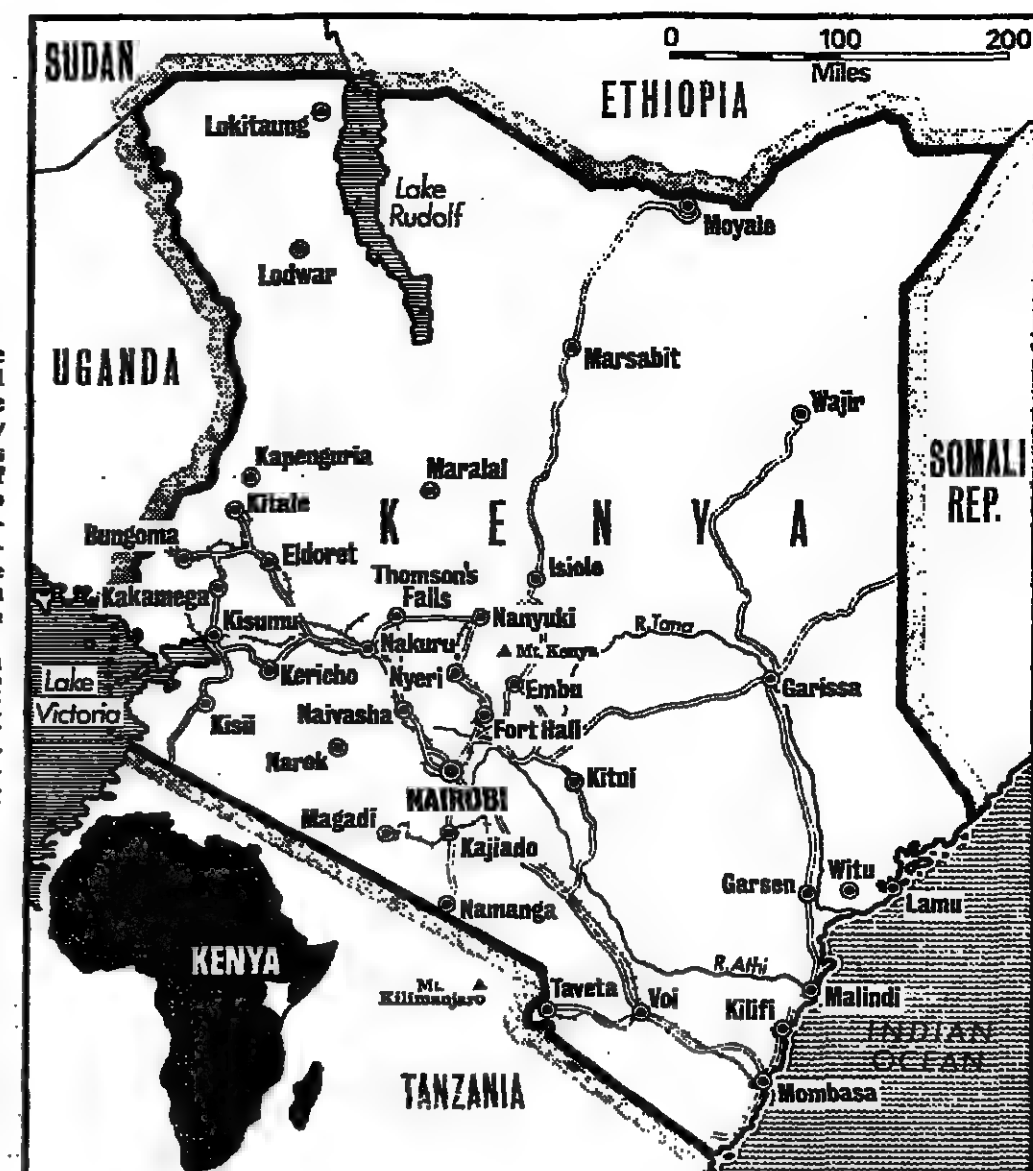 SUDAN
0 100 200
Miles
ETHIOPIA
Lokitaung
Lake
Rudolf
Moyale
Lodwar
UGANDA
Marsabit
Wajir
Kapenguria
Maralal
SOMALI
REP.
Kitale
KENYA
Bungoma
Eldoret
Isiolo
Kakamega
Thomson's
Falls
Kisumu
Nanyuki
R. Tana
Nakuru
Mt. Kenya
Lake
Victoria
Kericho
Nyeri
Embu
Garissa
Kisii
Naivasha
Fort Hall
Narok
Kitui
NAIROBI
Magadi
Kajiado
Garsen
Witu
Lamu
Namanga
KENYA
R. Athi
Mt.
Kilimanjaro
Taveta
Voi
Kilifi
Malindi
INDIAN
OCEAN
TANZANIA
Mombasa